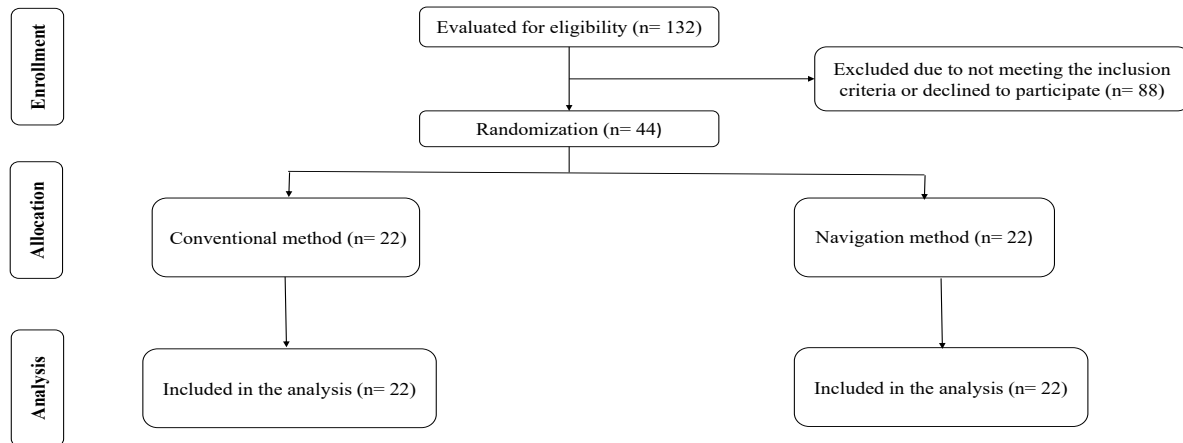 Enrollment
Evaluated for eligibility (n= 132)
Excluded due to not meeting the inclusion
criteria or declined to participate (n= 88)
Randomization (n= 44)
Allocation
Conventional method (n= 22)
Navigation method (n= 22)
Analysis
Included in the analysis (n= 22)
Included in the analysis (n= 22)